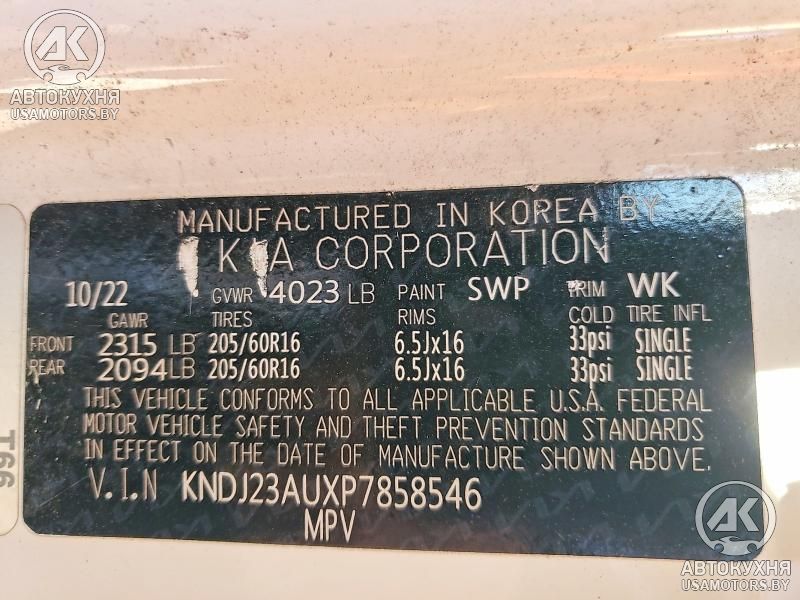 AK
АВТОКУХНЯ
USAMOTORS.BY
MANUFACTURED IN KOREA BY
KIA CORPORATION
10/22 GVWR 4023 LB PAINT SWP TRIM WK
GAWR TIRES RIMS COLD TIRE INFL
FRONT 2315 LB 205/60R16 6.5Jx16 33psi SINGLE
REAR 2094 LB 205/60R16 6.5Jx16 33psi SINGLE
THIS VEHICLE CONFORMS TO ALL APPLICABLE U.S.A. FEDERAL
MOTOR VEHICLE SAFETY AND THEFT PREVENTION STANDARDS
IN EFFECT ON THE DATE OF MANUFACTURE SHOWN ABOVE.
V.I.N KNDJ23AUXP7858546
MPV
AK
АВТОКУХНЯ
USAMOTORS.BY